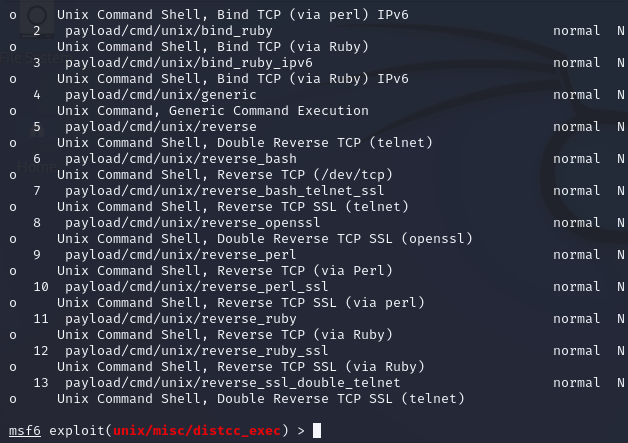 o    Unix Command Shell, Bind TCP (via perl) IPv6
2   payload/cmd/unix/bind_ruby    normal  N
o    Unix Command Shell, Bind TCP (via Ruby)
3   payload/cmd/unix/bind_ruby_ipv6    normal  N
o    Unix Command Shell, Bind TCP (via Ruby) IPv6
4   payload/cmd/unix/generic    normal  N
o    Unix Command, Generic Command Execution
5   payload/cmd/unix/reverse    normal  N
o    Unix Command Shell, Double Reverse TCP (telnet)
6   payload/cmd/unix/reverse_bash    normal  N
o    Unix Command Shell, Reverse TCP (/dev/tcp)
7   payload/cmd/unix/reverse_bash_telnet_ssl    normal  N
o    Unix Command Shell, Reverse TCP SSL (telnet)
8   payload/cmd/unix/reverse_openssl    normal  N
o    Unix Command Shell, Double Reverse TCP SSL (openssl)
9   payload/cmd/unix/reverse_perl    normal  N
o    Unix Command Shell, Reverse TCP (via Perl)
10  payload/cmd/unix/reverse_perl_ssl    normal  N
o    Unix Command Shell, Reverse TCP SSL (via perl)
11  payload/cmd/unix/reverse_ruby    normal  N
o    Unix Command Shell, Reverse TCP (via Ruby)
12  payload/cmd/unix/reverse_ruby_ssl    normal  N
o    Unix Command Shell, Reverse TCP SSL (via Ruby)
13  payload/cmd/unix/reverse_ssl_double_telnet    normal  N
o    Unix Command Shell, Double Reverse TCP SSL (telnet)
msf6 exploit(unix/misc/distcc_exec) >